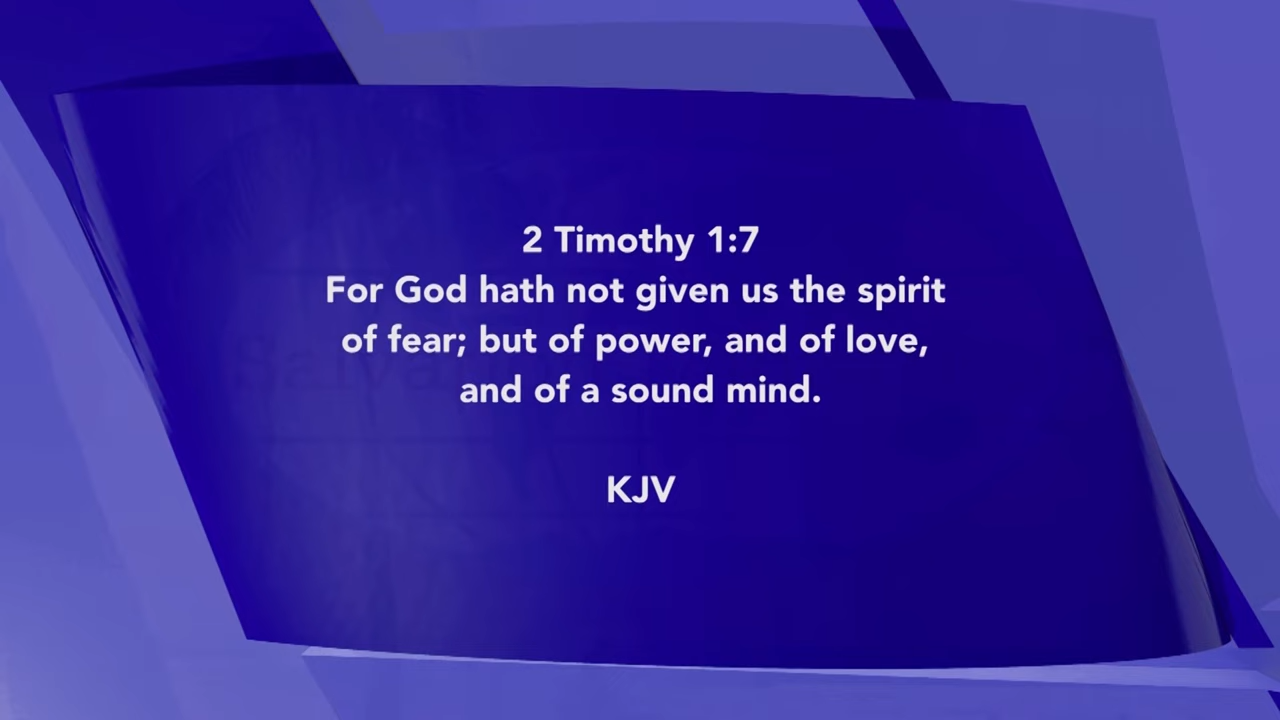 2 Timothy 1:7
For God hath not given us the spirit
of fear; but of power, and of love,
and of a sound mind.
KJV